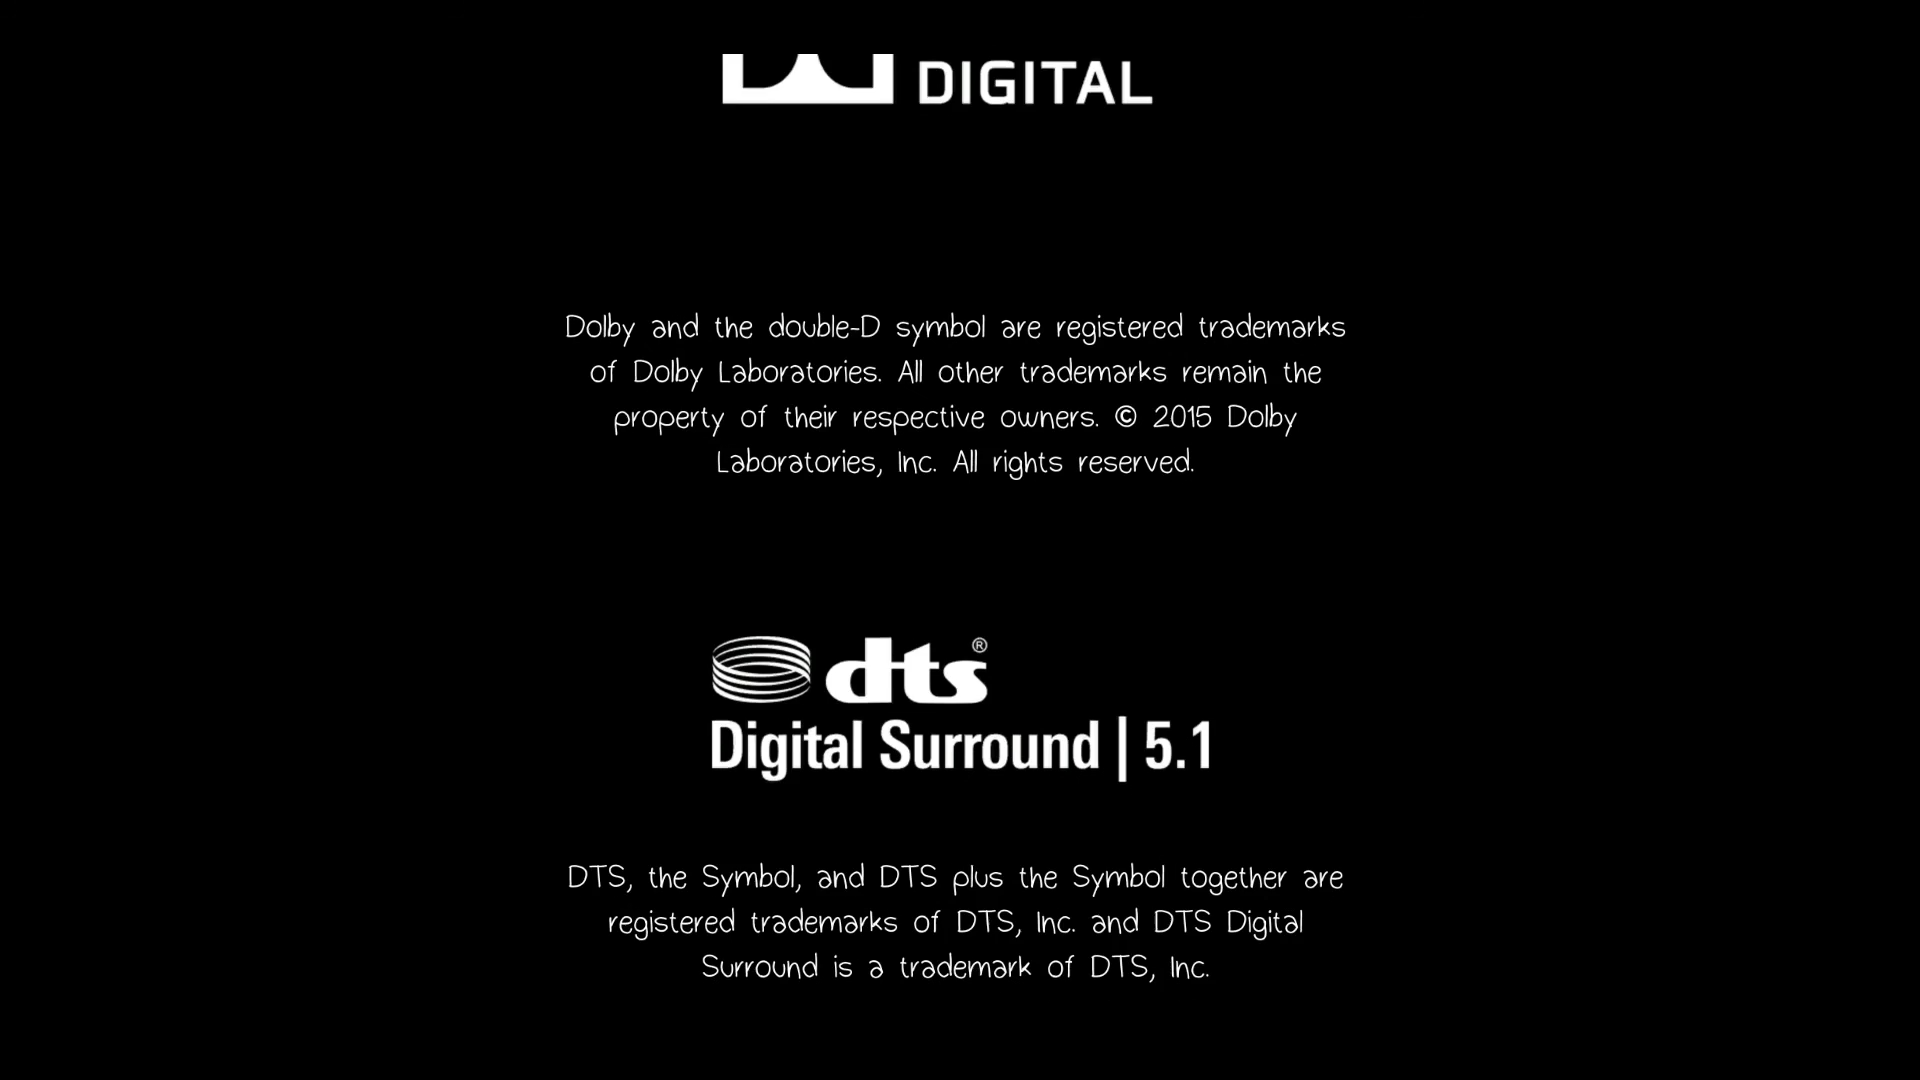 DIGITAL
Dolby and the double-D symbol are registered trademarks
of Dolby Laboratories. All other trademarks remain the
property of their respective owners. © 2015 Dolby
Laboratories, Inc. All rights reserved.
dts®
Digital Surround | 5.1
DTS, the Symbol, and DTS plus the Symbol together are
registered trademarks of DTS, Inc. and DTS Digital
Surround is a trademark of DTS, Inc.